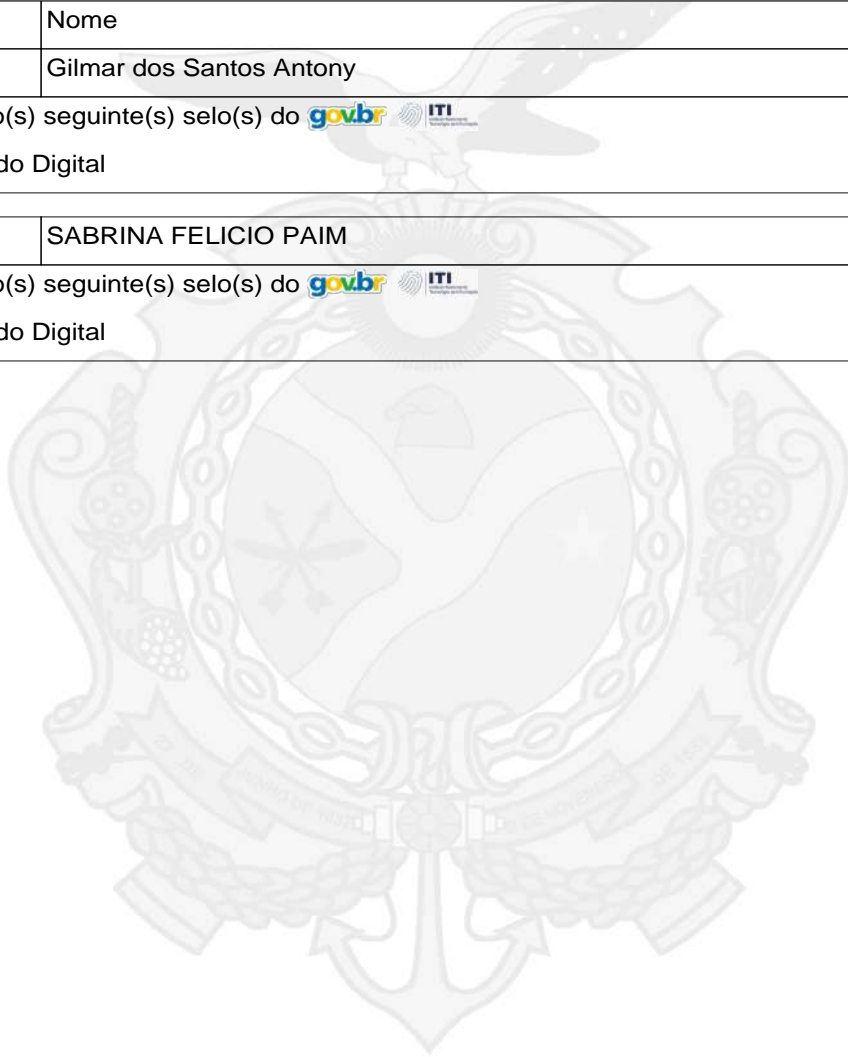 Nome
Gilmar dos Santos Antony
o(s) seguinte(s) selo(s) do gov.br ITI
do Digital
SABRINA FELICIO PAIM
o(s) seguinte(s) selo(s) do gov.br ITI
do Digital